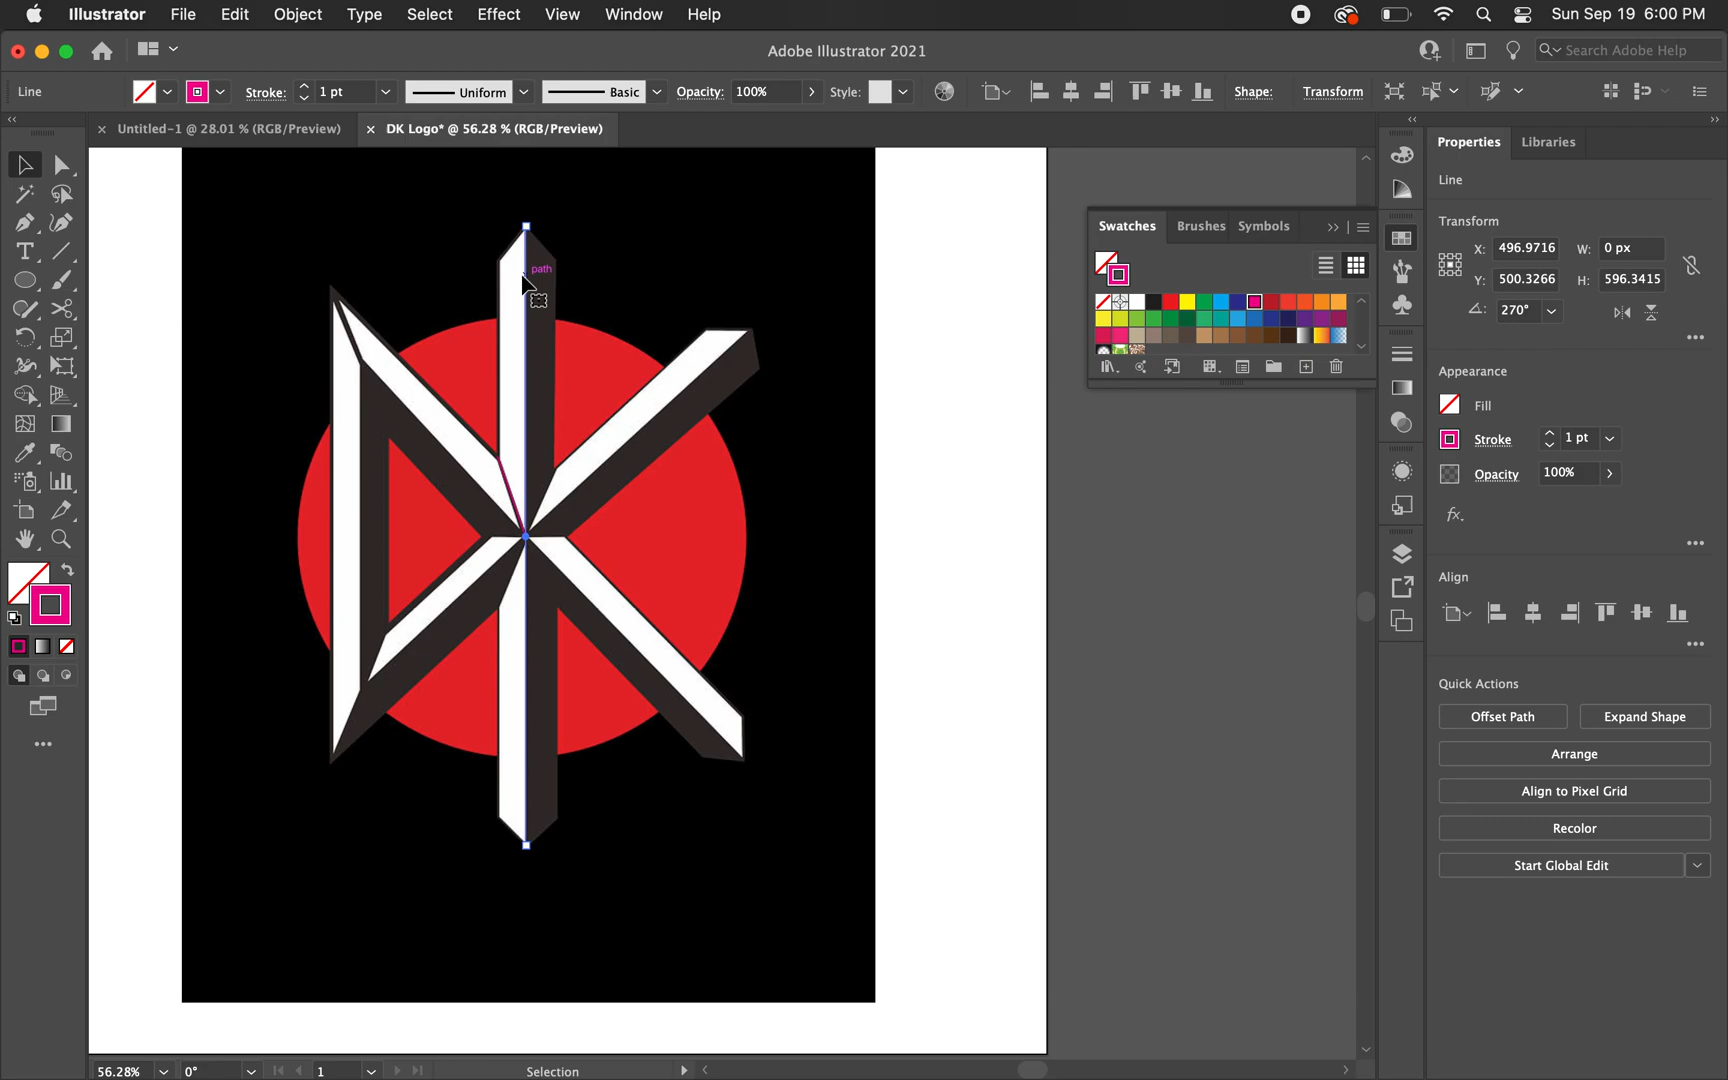 Illustrator File Edit Object Type Select Effect View Window Help Sun Sep 19 6:00 PM
Adobe Illustrator 2021 Search Adobe Help
Line Stroke: 1 pt Uniform Basic Opacity: 100% Style: Shape: Transform
Untitled-1 @ 28.01 % (RGB/Preview) DK Logo* @ 56.28 % (RGB/Preview)
Properties Libraries
Line
Transform
X: 496.9716 W: 0 px
Y: 500.3266 H: 596.3415
270°
Swatches Brushes Symbols
path
Appearance
Fill
Stroke 1 pt
Opacity 100%
fx.
Align
Quick Actions
Offset Path Expand Shape
Arrange
Align to Pixel Grid
Recolor
Start Global Edit
56.28% 0° 1 Selection